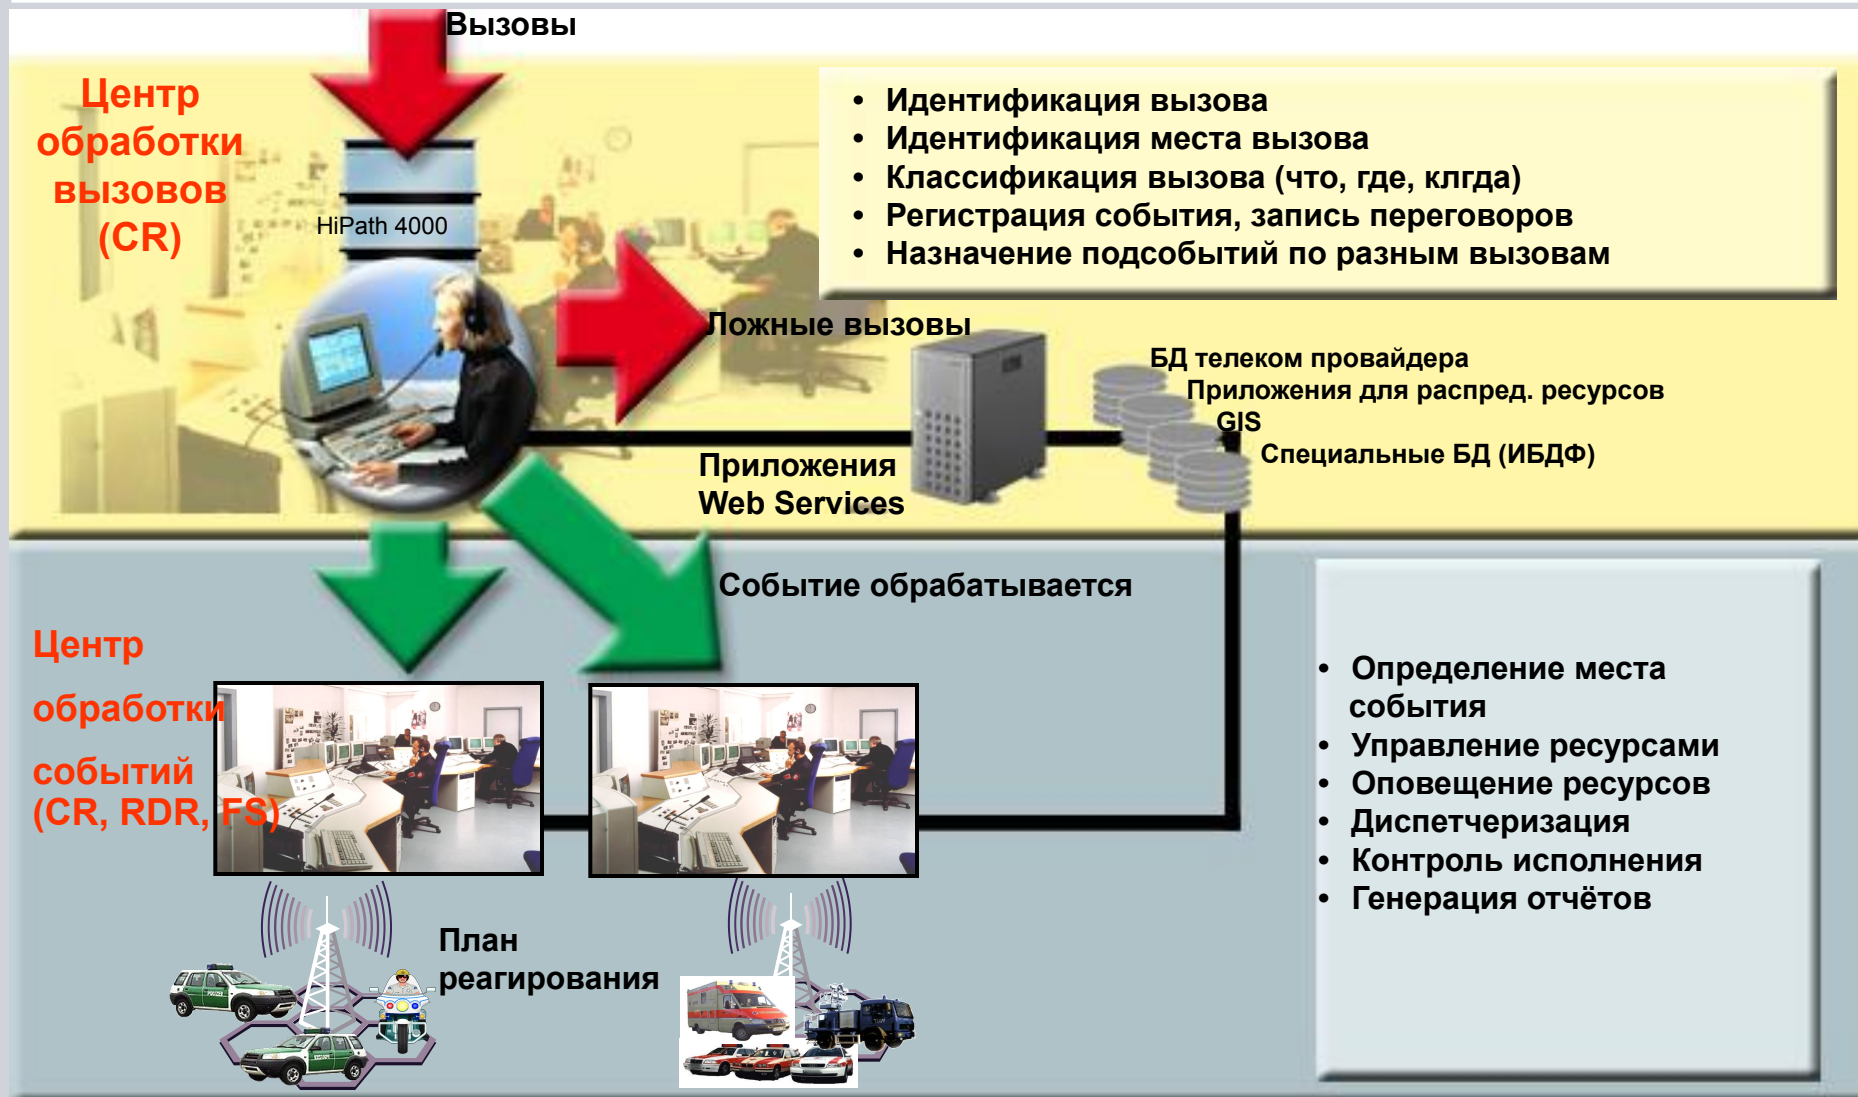 Вызовы
Центр
обработки
вызовов
(CR)
HiPath 4000
• Идентификация вызова
• Идентификация места вызова
• Классификация вызова (что, где, клгда)
• Регистрация события, запись переговоров
• Назначение подсобытий по разным вызовам
Ложные вызовы
БД телеком провайдера
Приложения для распред. ресурсов
GIS
Специальные БД (ИБДФ)
Приложения
Web Services
Событие обрабатывается
Центр
обработки
событий
(CR, RDR, FS)
• Определение места
события
• Управление ресурсами
• Оповещение ресурсов
• Диспетчеризация
• Контроль исполнения
• Генерация отчётов
План
реагирования